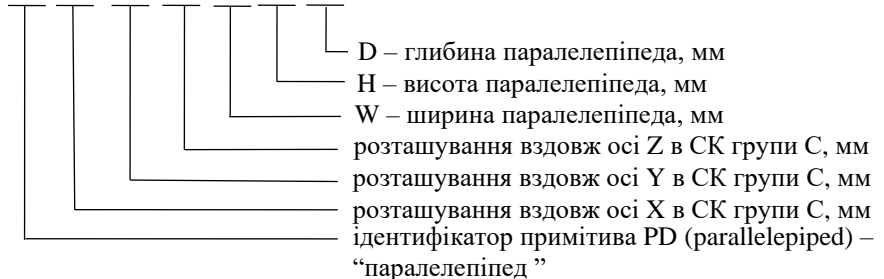 D – глибина паралелепіпеда, мм
H – висота паралелепіпеда, мм
W – ширина паралелепіпеда, мм
розташування вздовж осі Z в СК групи С, мм
розташування вздовж осі Y в СК групи С, мм
розташування вздовж осі X в СК групи С, мм
ідентифікатор примітива PD (parallelepiped) –
“паралелепіпед ”